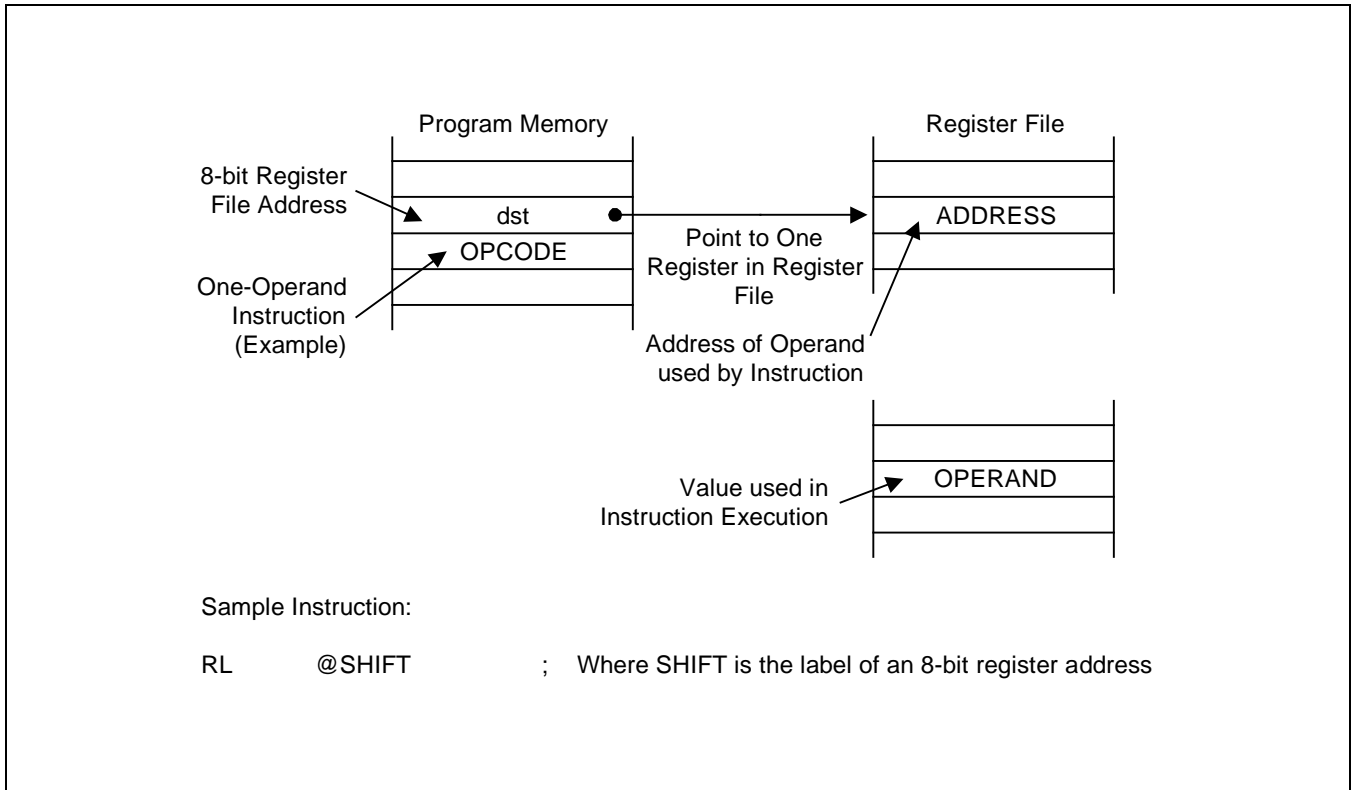 Program Memory
Register File
8-bit Register
File Address
dst
ADDRESS
OPCODE
Point to One
Register in Register
File
One-Operand
Instruction
(Example)
Address of Operand
used by Instruction
OPERAND
Value used in
Instruction Execution
Sample Instruction:
RL @SHIFT ; Where SHIFT is the label of an 8-bit register address